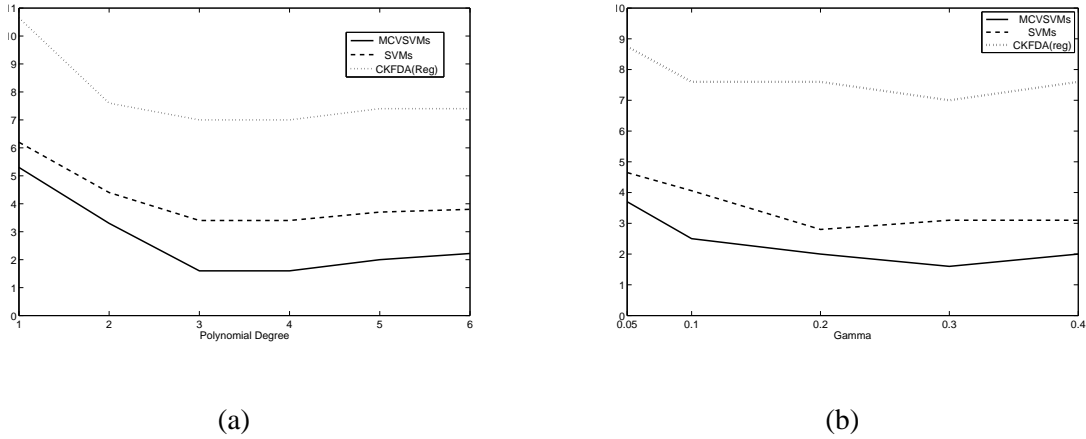 11
10
9
8
7
6
5
4
3
2
1
0
MCVSVMs
SVMs
CKFDA(Reg)
1 2 3 4 5 6
Polynomial Degree
(a)
10
9
8
7
6
5
4
3
2
1
0
MCVSVMs
SVMs
CKFDA(reg)
0.05 0.1 0.2 0.3 0.4
Gamma
(b)